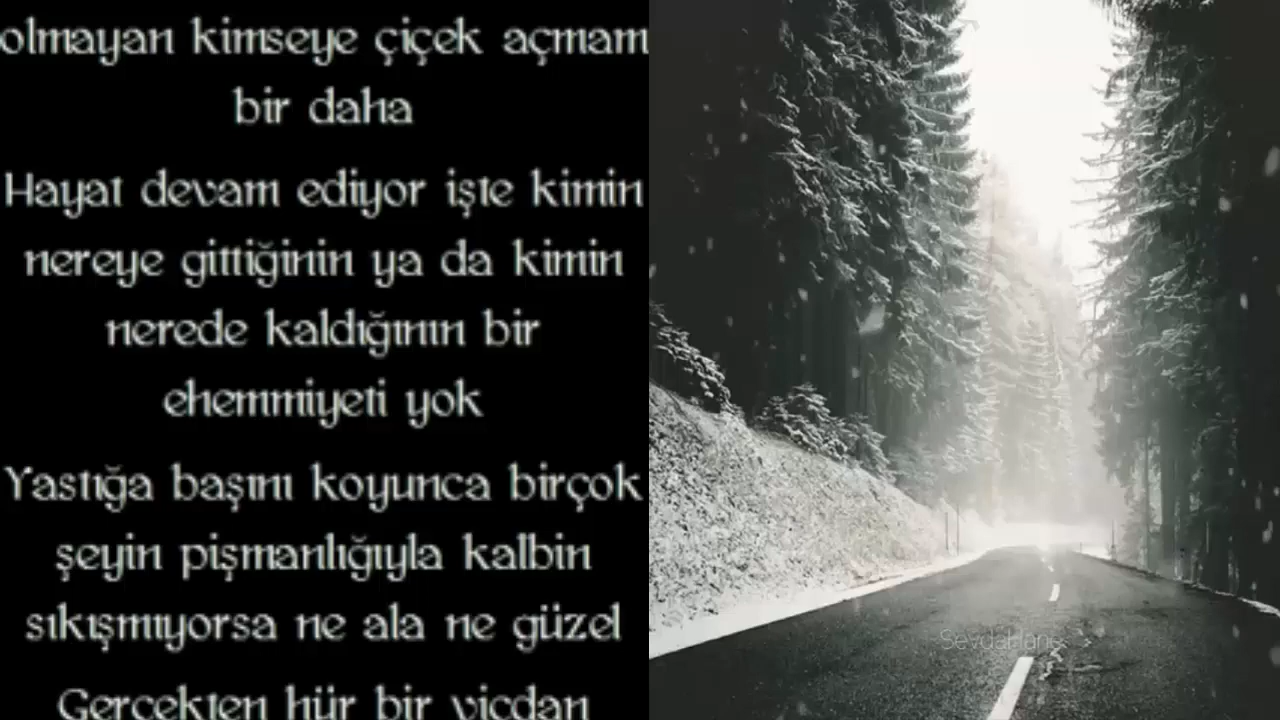 olmayan kimseye çiçek açmam
bir daha
Hayat devam ediyor işte kimin
nereye gittiğinin ya da kimin
nerede kaldığının bir
ehemmiyeti yok
Yastığa başını koyunca birçok
şeyin pişmanlığıyla kalbin
sıkışmıyorsa ne ala ne güzel
Gerçekten hür bir vicdan
SevdaHane